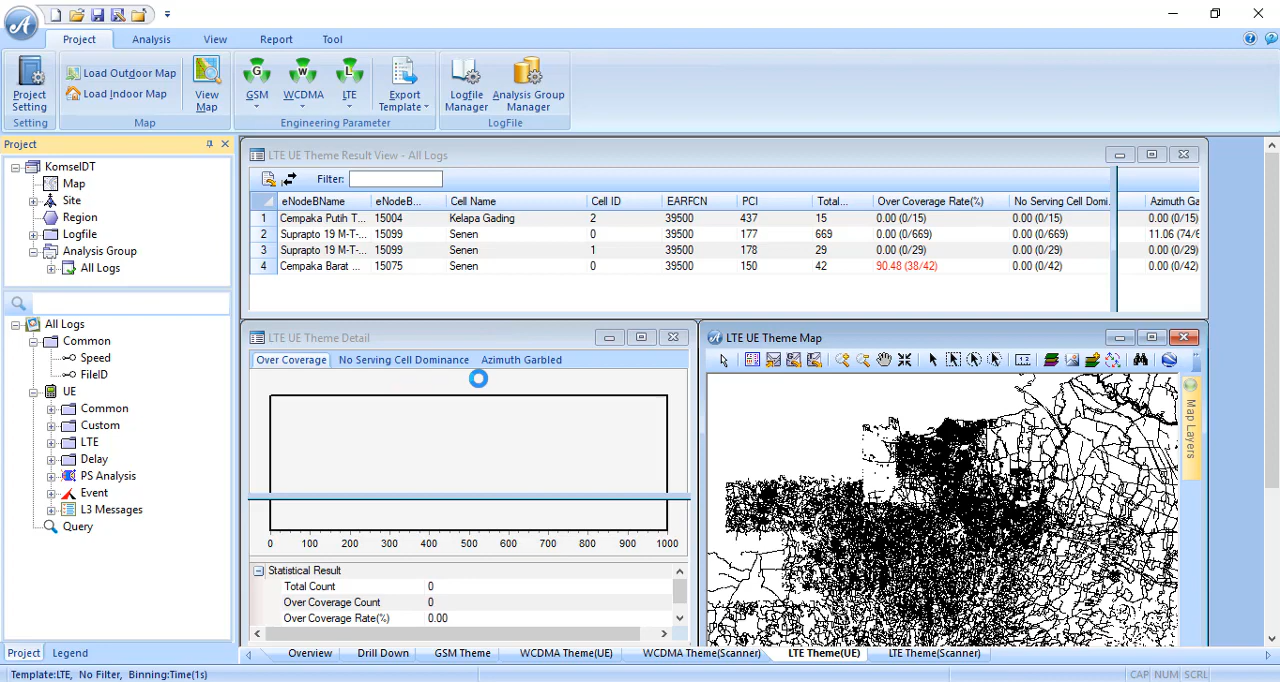 Project Analysis View Report Tool
Project Setting
Load Outdoor Map
Load Indoor Map
View Map
GSM
WCDMA
LTE
Export Template
Logfile Manager
Analysis Group Manager
Setting Map Engineering Parameter LogFile
Project
KomselDT
Map
Site
Region
Logfile
Analysis Group
All Logs
All Logs
Common
Speed
FileID
UE
Common
Custom
LTE
Delay
PS Analysis
Event
L3 Messages
Query
Project Legend
LTE UE Theme Result View - All Logs
Filter:
eNodeBName eNodeB... Cell Name Cell ID EARFCN PCI Total... Over Coverage Rate(%) No Serving Cell Domi. Azimuth Ga
1 Cempaka Putih T... 15004 Kelapa Gading 2 39500 437 15 0.00 (0/15) 0.00 (0/15) 0.00 (0/15)
2 Suprapto 19 M-T-... 15099 Senen 0 39500 177 669 0.00 (0/669) 0.00 (0/669) 11.06 (74/6
3 Suprapto 19 M-T-... 15099 Senen 1 39500 178 29 0.00 (0/29) 0.00 (0/29) 0.00 (0/29)
4 Cempaka Barat ... 15075 Senen 0 39500 150 42 90.48 (38/42) 0.00 (0/42) 0.00 (0/42)
LTE UE Theme Detail
Over Coverage No Serving Cell Dominance Azimuth Garbled
0 100 200 300 400 500 600 700 800 900 1000
Statistical Result
Total Count 0
Over Coverage Count 0
Over Coverage Rate(%) 0.00
LTE UE Theme Map
Map Layers
Overview Drill Down GSM Theme WCDMA Theme(UE) WCDMA Theme(Scanner) LTE Theme(UE) LTE Theme(Scanner)
Template:LTE, No Filter, Binning:Time(1s)
CAP NUM SCRL